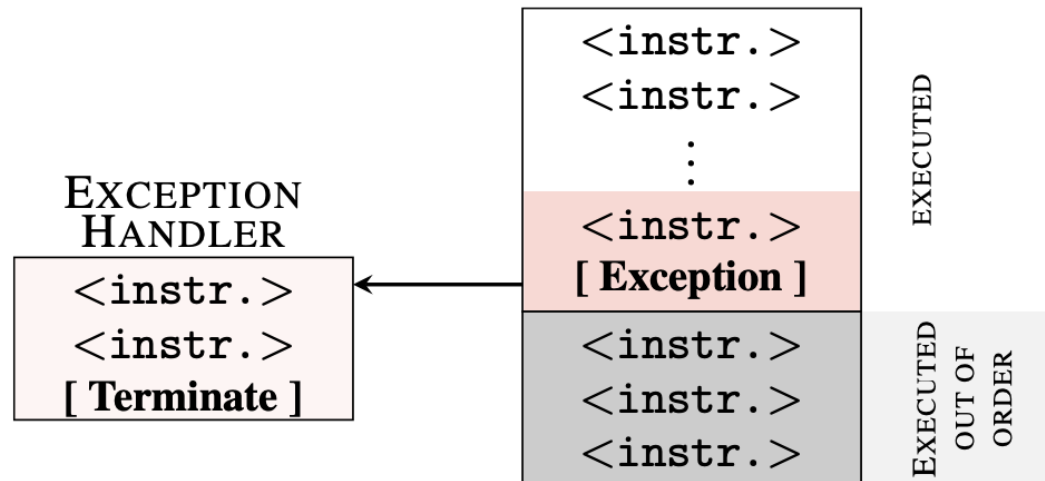 EXCEPTION
HANDLER
<instr.>
<instr.>
[ Terminate ]
<instr.>
<instr.>
⋮
<instr.>
[ Exception ]
<instr.>
<instr.>
<instr.>
EXECUTED
EXECUTED
OUT OF
ORDER